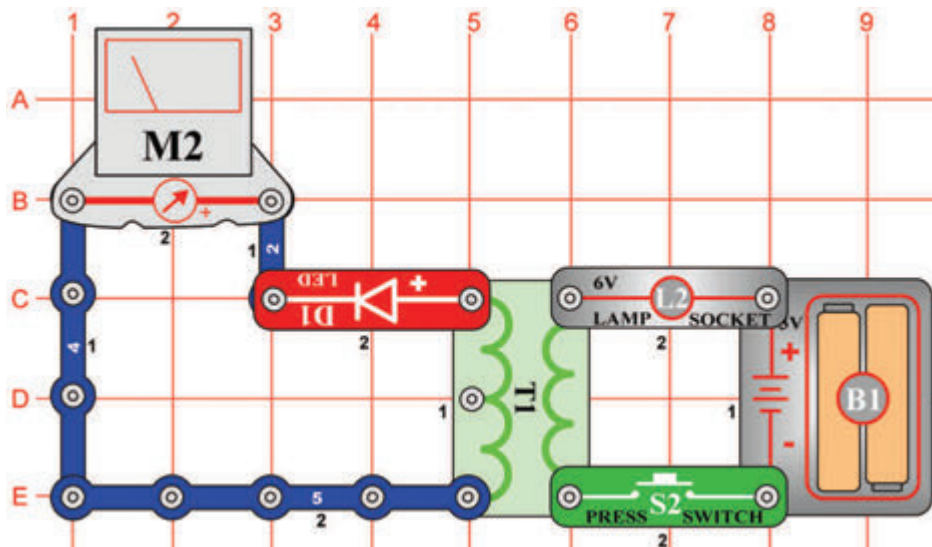 1 2 3 4 5 6 7 8 9
A
M2
B
+
2
1 2
C
LED
+
D1
2
6V
L2
LAMP SOCKET
2
3V
+
4 1
D
1
T1
1
B1
-
E
5
2
S2
PRESS SWITCH
2